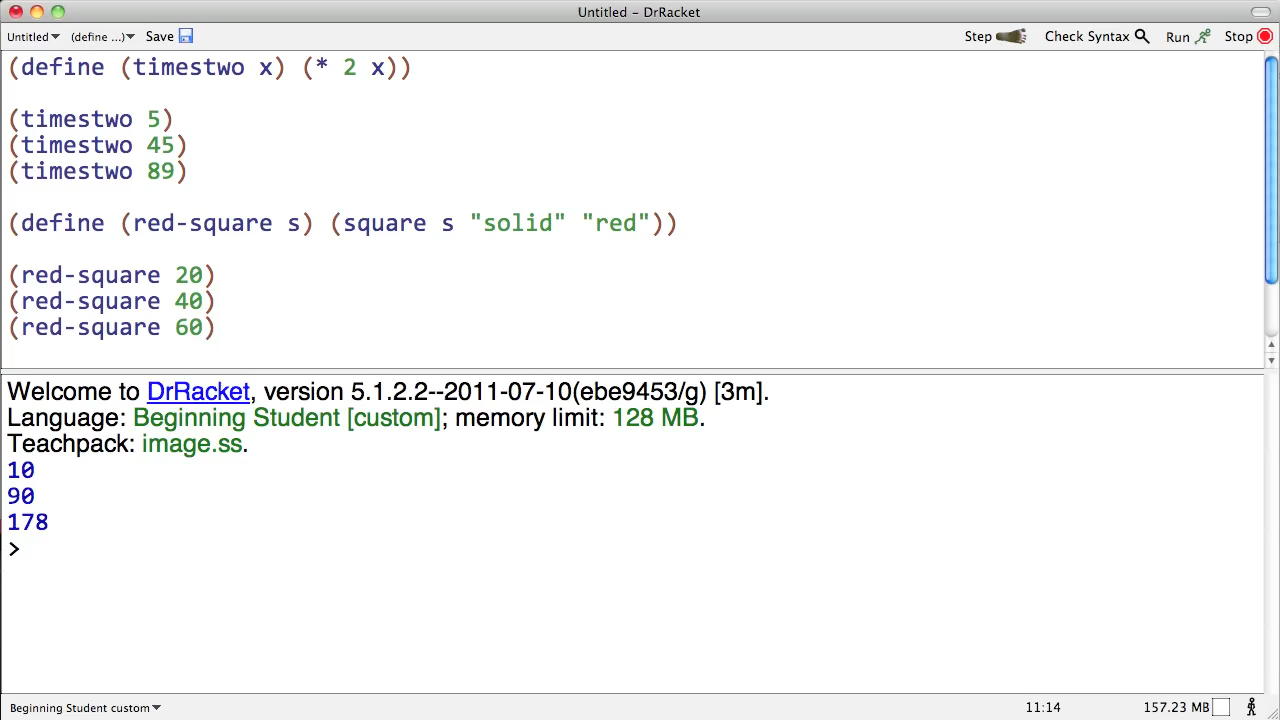 Untitled - DrRacket
Untitled (define ...) Save Step Check Syntax Run Stop
(define (timestwo x) (* 2 x))
(timestwo 5)
(timestwo 45)
(timestwo 89)
(define (red-square s) (square s "solid" "red"))
(red-square 20)
(red-square 40)
(red-square 60)
Welcome to DrRacket, version 5.1.2.2--2011-07-10(ebe9453/g) [3m].
Language: Beginning Student [custom]; memory limit: 128 MB.
Teachpack: image.ss.
10
90
178
>
Beginning Student custom 11:14 157.23 MB